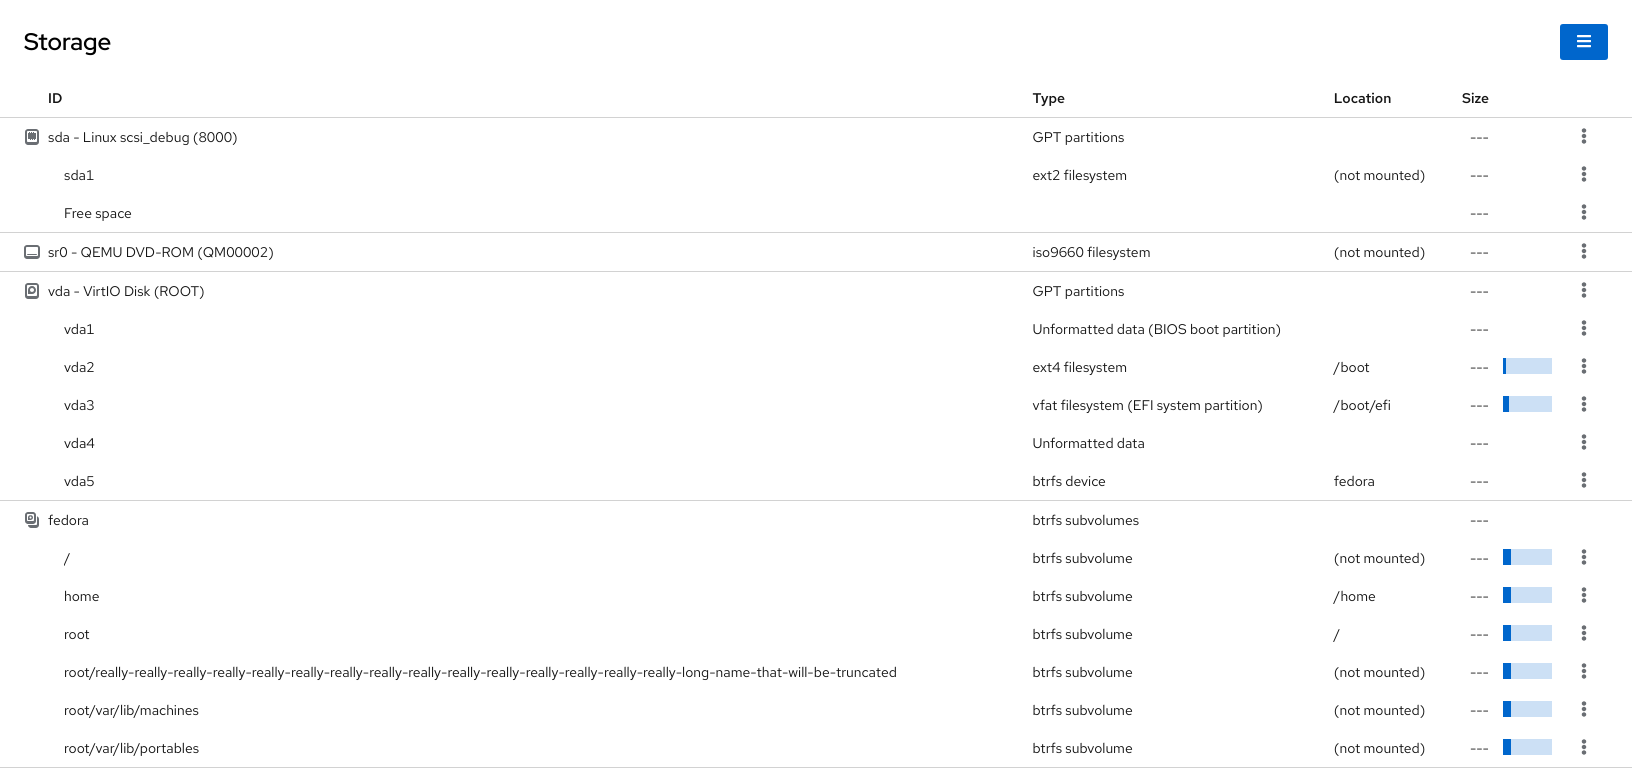 Storage
ID Type Location Size
sda - Linux scsi_debug (8000) GPT partitions ---
sda1 ext2 filesystem (not mounted) ---
Free space ---
sr0 - QEMU DVD-ROM (QM00002) iso9660 filesystem (not mounted) ---
vda - VirtIO Disk (ROOT) GPT partitions ---
vda1 Unformatted data (BIOS boot partition) ---
vda2 ext4 filesystem /boot ---
vda3 vfat filesystem (EFI system partition) /boot/efi ---
vda4 Unformatted data ---
vda5 btrfs device fedora ---
fedora btrfs subvolumes ---
/ btrfs subvolume (not mounted) ---
home btrfs subvolume /home ---
root btrfs subvolume / ---
root/really-really-really-really-really-really-really-really-really-really-really-really-really-really-really-long-name-that-will-be-truncated btrfs subvolume (not mounted) ---
root/var/lib/machines btrfs subvolume (not mounted) ---
root/var/lib/portables btrfs subvolume (not mounted) ---